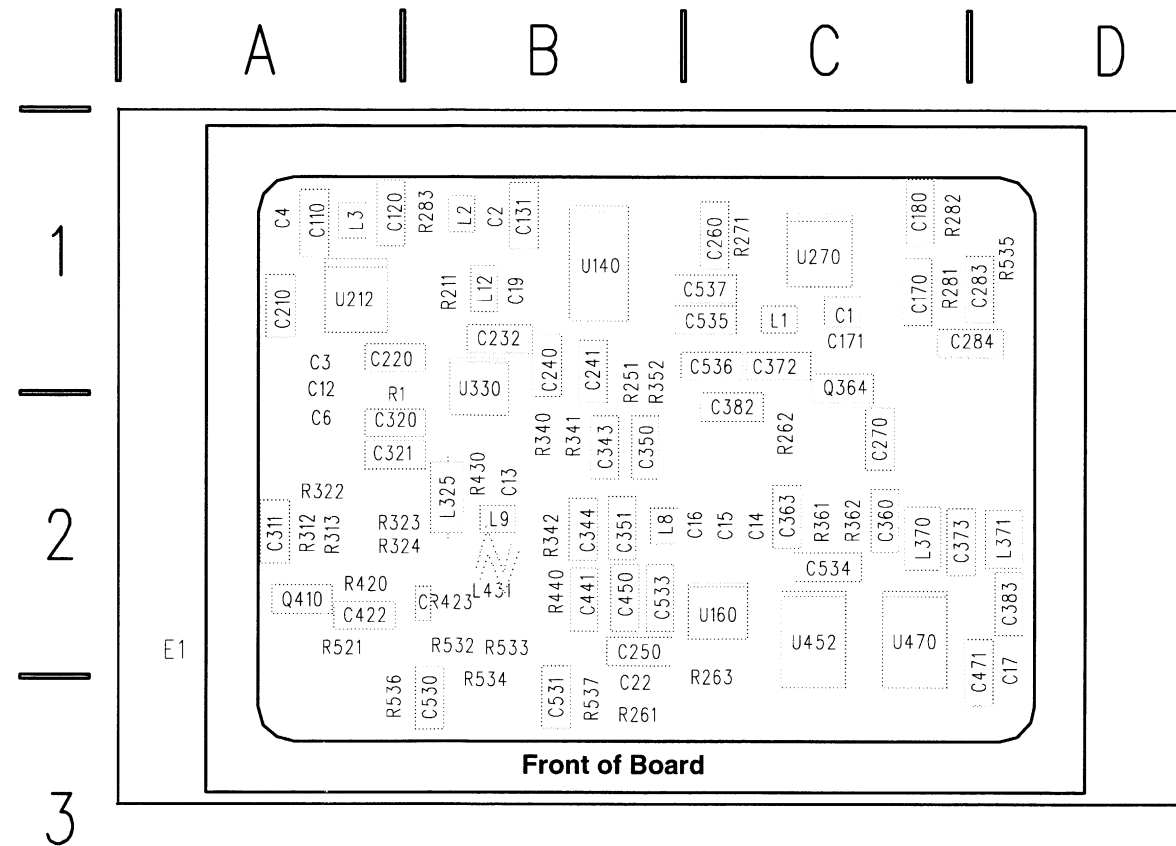 A B C D
1
C4 C110 L3 C120 R283 L2 C2 C131 U140 C260 R271 U270 C180 R282
R535
C210 U212 R211 L12 C19 C537 C170 R281 C283
C535 L1 C1
C232 C171 C284
C3 C220 C240 C241 R251 R352 C536 C372
C12 R1 U330 Q364
C6 C320 C382
C321 R340 R341 C343 C350 R262 C270
R322 L325 R430 C13
2
C311 R312 R313 R323 L9 R342 C344 C351 L8 C16 C15 C14 C363 R361 R362 C360 L370 C373 L371
R324
C534
Q410 R420 R423 L431 R440 C441 C450 C533 C383
C422 U160
E1 R521 R532 R533 C250 U452 U470
R536 C530 R534 C531 R537 C22 R263 C471 C17
R261
Front of Board
3